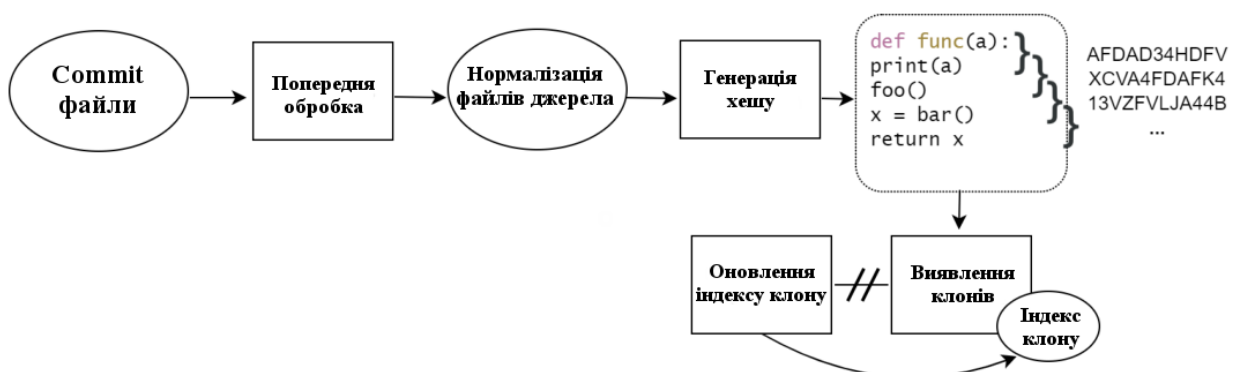 Commit
файли
Попередня
обробка
Нормалізація
файлів джерела
Генерація
хешу
def func(a):}
print(a) }
foo() }
x = bar() }
return x
AFDAD34HDFV
XCVA4FDAFK4
13VZFVLJA44B
...
Оновлення
індексу клону
//
Виявлення
клонів
Індекс
клону